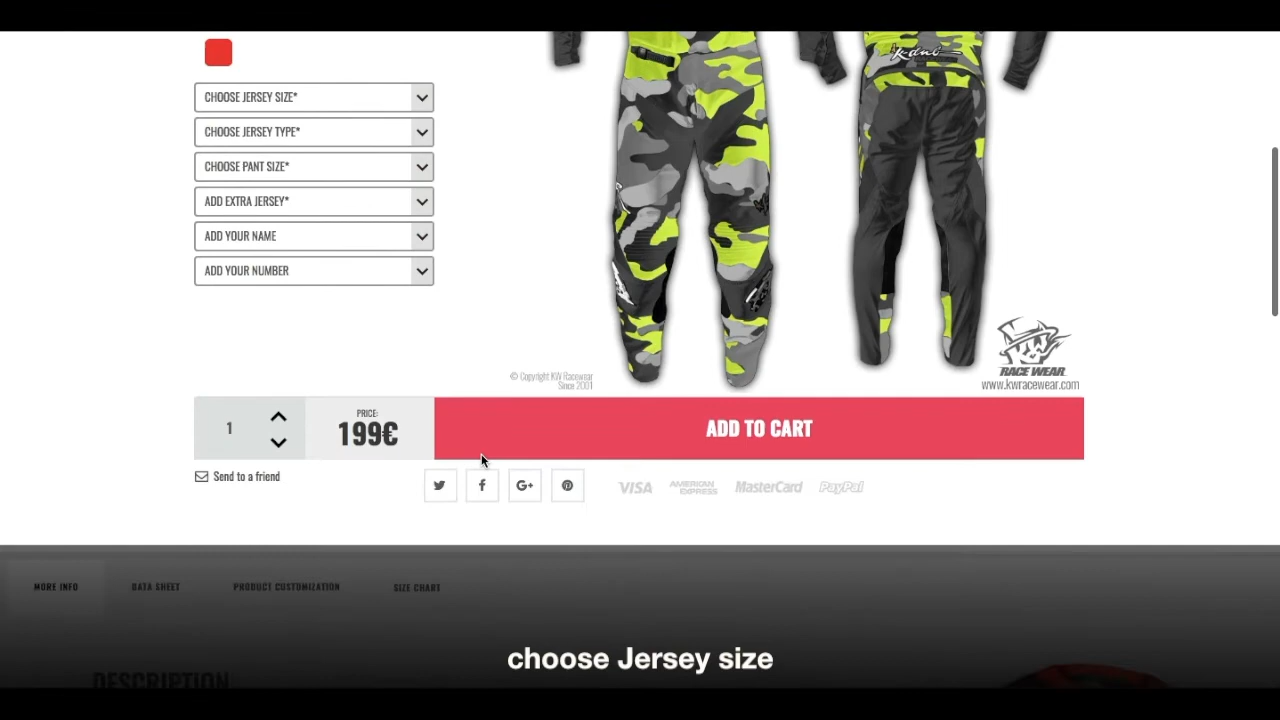 CHOOSE JERSEY SIZE*
CHOOSE JERSEY TYPE*
CHOOSE PANT SIZE*
ADD EXTRA JERSEY*
ADD YOUR NAME
ADD YOUR NUMBER
© Copyright KW Racewear
Since 2001
KW
RACE WEAR
www.kwracewear.com
1
PRICE:
199€
ADD TO CART
Send to a friend
G+
VISA
AMERICAN EXPRESS
MasterCard
PayPal
MORE INFO
DATA SHEET
PRODUCT CUSTOMIZATION
SIZE CHART
choose Jersey size
DESCRIPTION